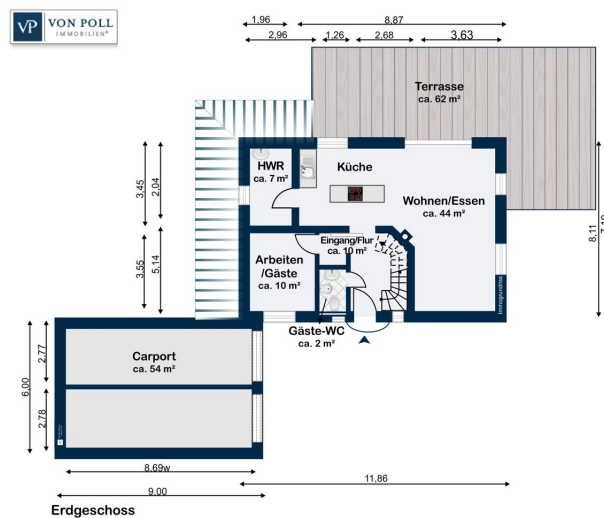 VP VON POLL
IMMOBILIEN®
1,96
8,87
2,96
1,26
2,68
3,63
Terrasse
ca. 62 m²
HWR
ca. 7 m²
Küche
Wohnen/Essen
ca. 44 m²
3,45
2,04
8,11
7,19
Eingang/Flur
ca. 10 m²
Arbeiten
/Gäste
ca. 10 m²
3,55
5,14
Immogrundriss
Gäste-WC
ca. 2 m²
Carport
ca. 54 m²
2,77
6,00
2,78
8,69w
9,00
11,86
Erdgeschoss